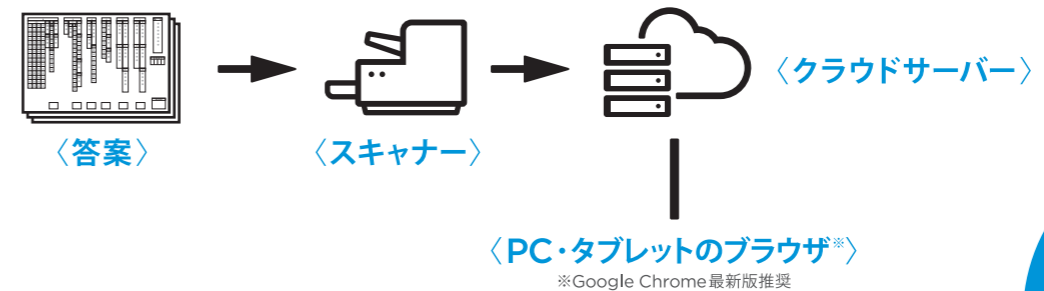 〈クラウドサーバー〉
〈答案〉
〈スキャナー〉
〈PC・タブレットのブラウザ※〉
※Google Chrome最新版推奨